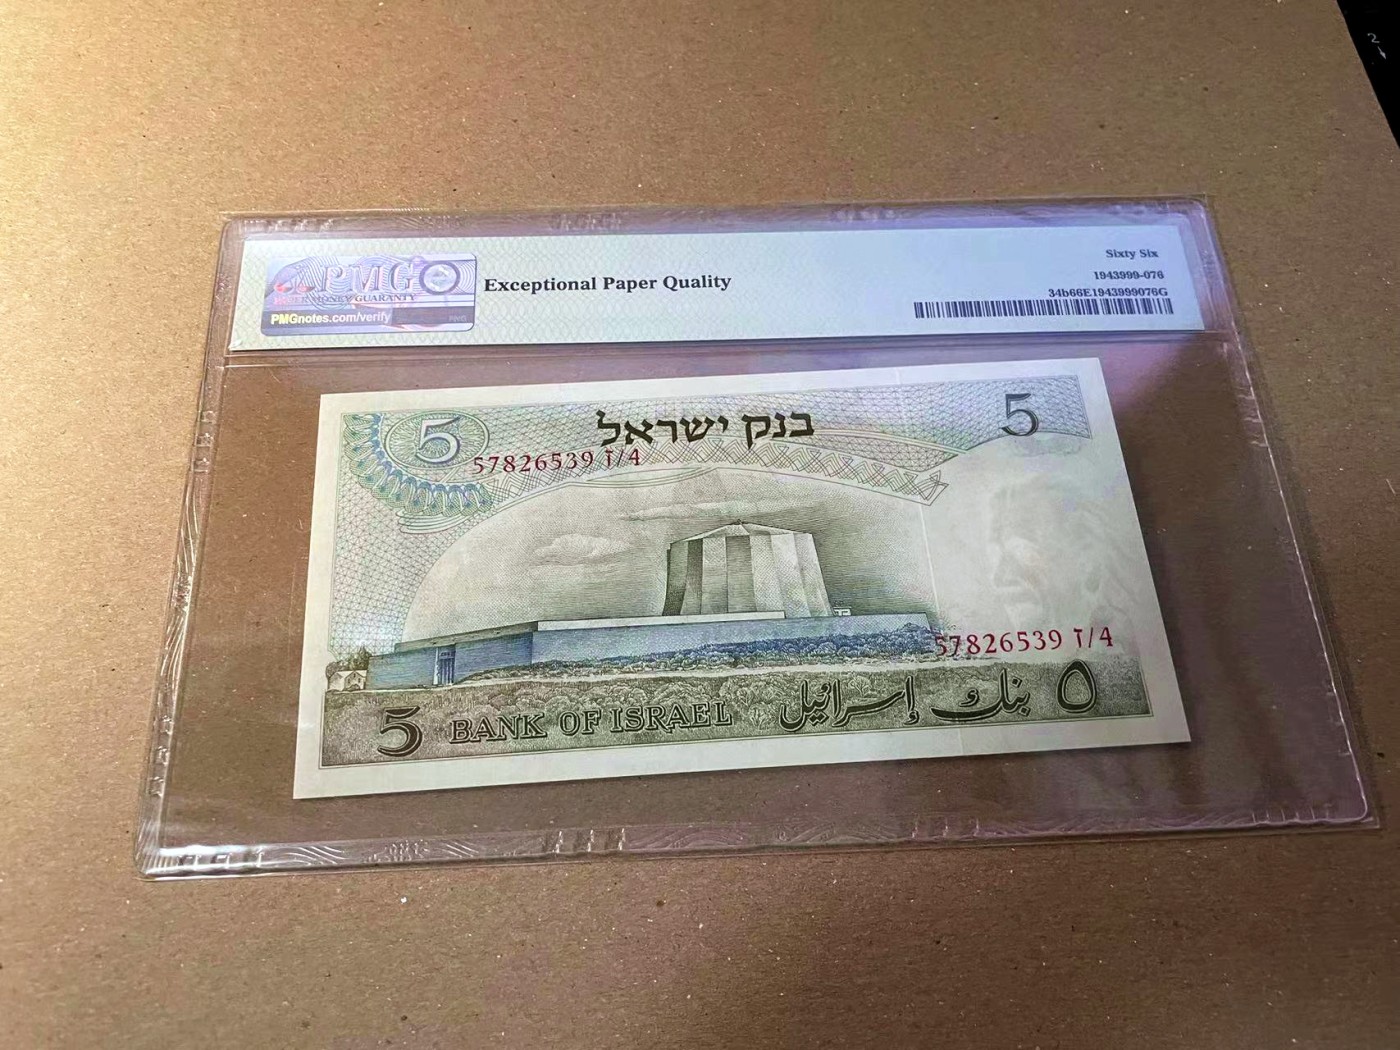 PMG
PAPER MONEY GUARANTY
PMGnotes.com/verify
Exceptional Paper Quality
Sixty Six
1943999-076
34b66E1943999076G
5
בנק ישראל
5
57826539 ז/4
57826539 ז/4
5 BANK OF ISRAEL بنك إسرائيل ٥